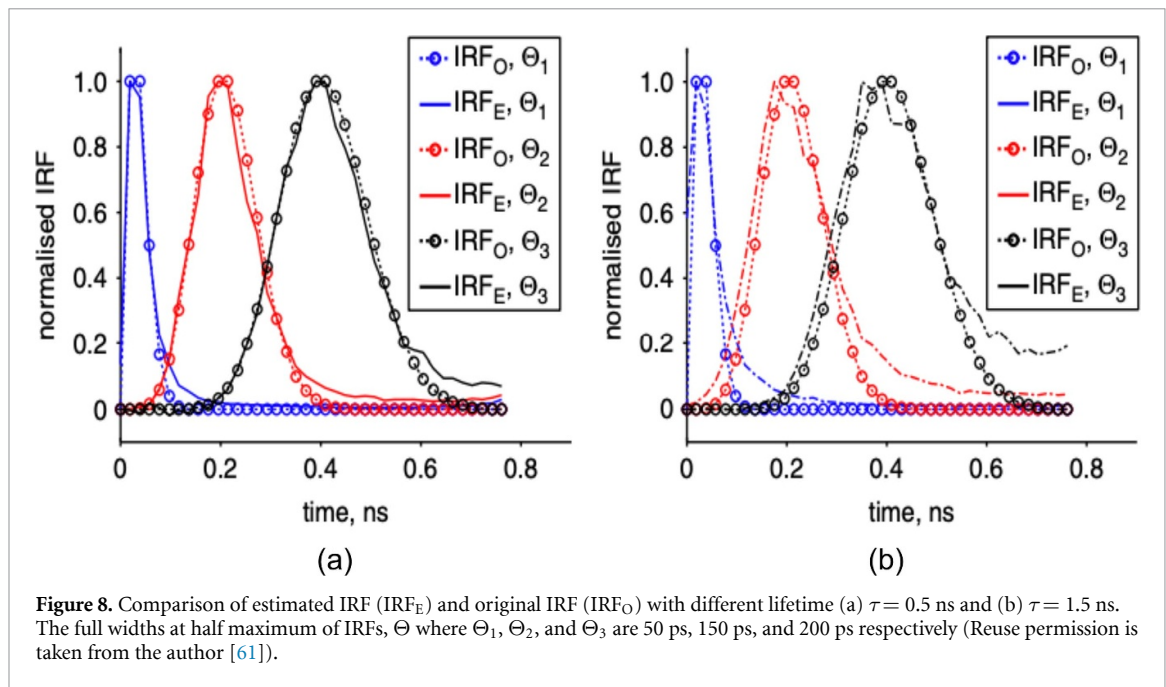 1.0
0.8
0.6
0.4
0.2
0
normalised IRF
0 0.2 0.4 0.6 0.8
time, ns
IRFO, Θ1
IRFE, Θ1
IRFO, Θ2
IRFE, Θ2
IRFO, Θ3
IRFE, Θ3
(a)
1.0
0.8
0.6
0.4
0.2
0
normalised IRF
0 0.2 0.4 0.6 0.8
time, ns
IRFO, Θ1
IRFE, Θ1
IRFO, Θ2
IRFE, Θ2
IRFO, Θ3
IRFE, Θ3
(b)
Figure 8. Comparison of estimated IRF (IRFE) and original IRF (IRFO) with different lifetime (a) τ = 0.5 ns and (b) τ = 1.5 ns.
The full widths at half maximum of IRFs, Θ where Θ1, Θ2, and Θ3 are 50 ps, 150 ps, and 200 ps respectively (Reuse permission is
taken from the author [61]).